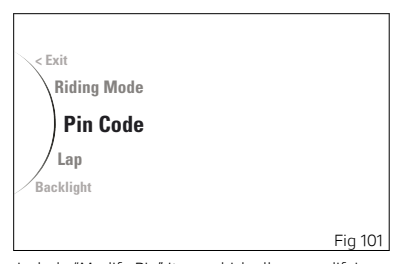 < Exit
Riding Mode
Pin Code
Lap
Backlight
Fig 101